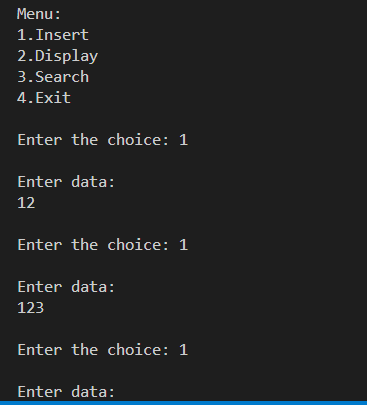 Menu:
1.Insert
2.Display
3.Search
4.Exit
Enter the choice: 1
Enter data:
12
Enter the choice: 1
Enter data:
123
Enter the choice: 1
Enter data: